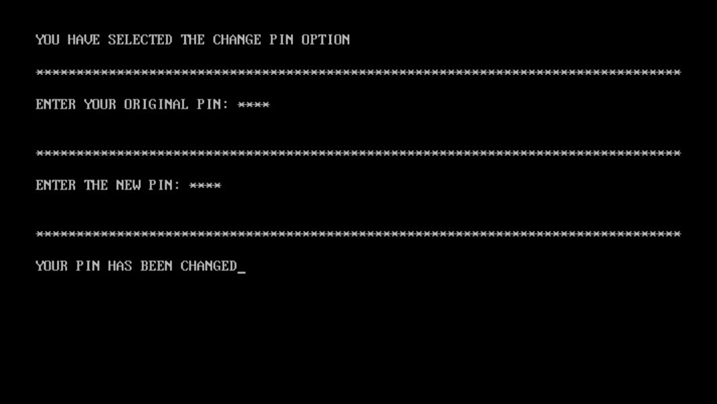 YOU HAVE SELECTED THE CHANGE PIN OPTION
********************************************************************************
ENTER YOUR ORIGINAL PIN: ****
********************************************************************************
ENTER THE NEW PIN: ****
********************************************************************************
YOUR PIN HAS BEEN CHANGED_